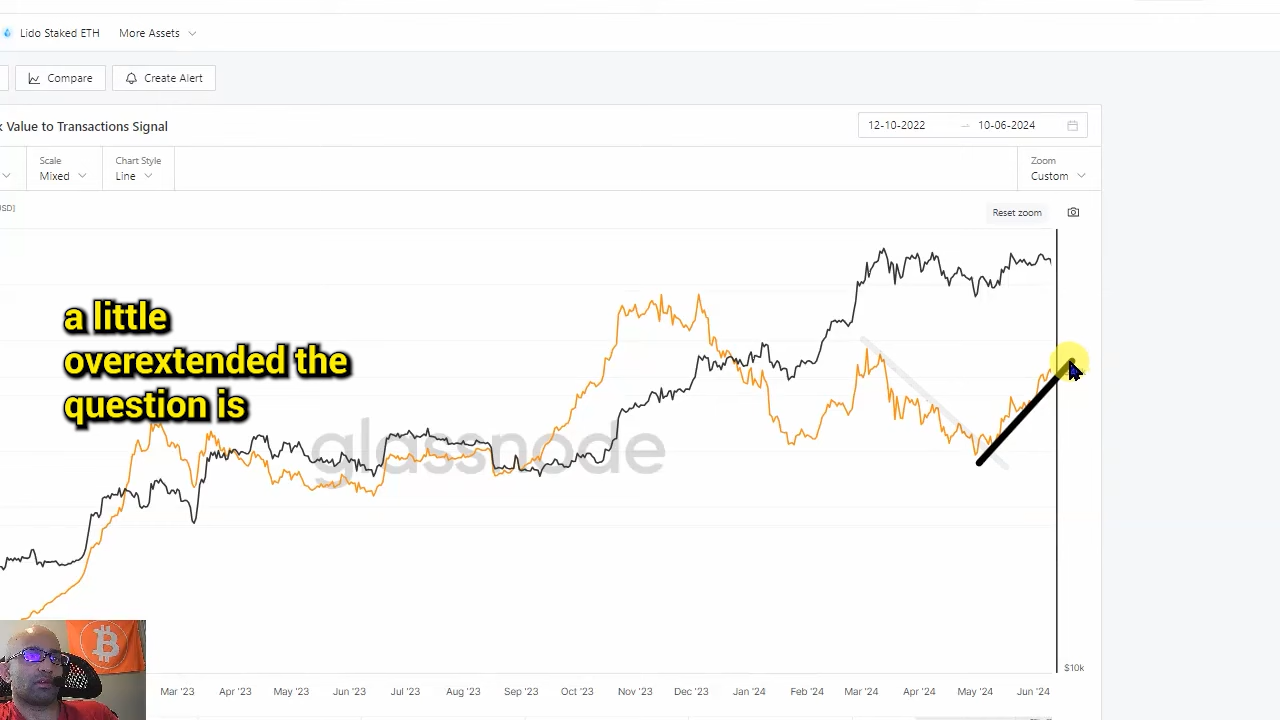 Lido Staked ETH More Assets
Compare Create Alert
k Value to Transactions Signal
12-10-2022 → 10-06-2024
Scale Chart Style Zoom
Mixed Line Custom
USD]
Reset zoom
a little
overextended the
question is
glassnode
$10k
Mar '23 Apr '23 May '23 Jun '23 Jul '23 Aug '23 Sep '23 Oct '23 Nov '23 Dec '23 Jan '24 Feb '24 Mar '24 Apr '24 May '24 Jun '24